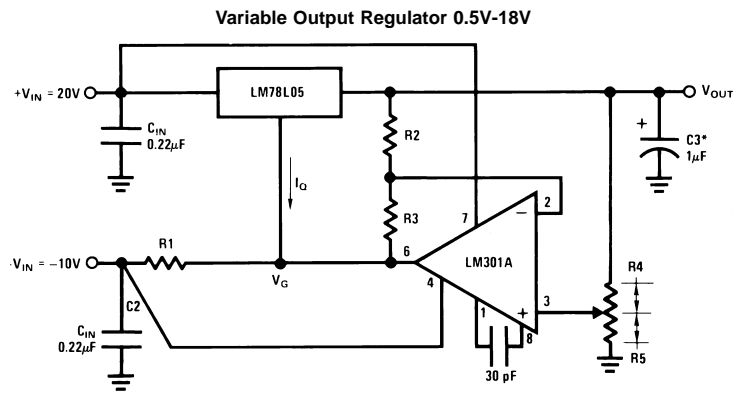 Variable Output Regulator 0.5V-18V
+VIN = 20V
LM78L05
VOUT
CIN
0.22μF
R2
+
C3*
1μF
IQ
R3
7
−
2
6
LM301A
R1
-VIN = −10V
VG
4
3
R4
C2
1
+
8
R5
CIN
0.22μF
30 pF